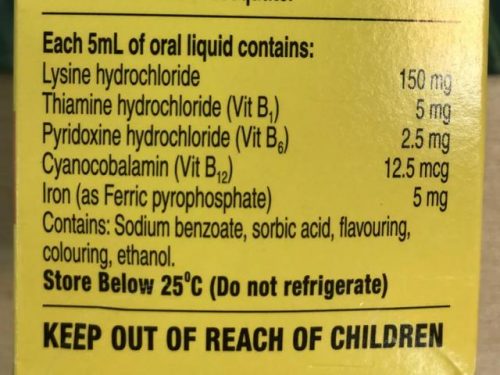 Each 5mL of oral liquid contains:
Lysine hydrochloride 150 mg
Thiamine hydrochloride (Vit B₁) 5 mg
Pyridoxine hydrochloride (Vit B₆) 2.5 mg
Cyanocobalamin (Vit B₁₂) 12.5 mcg
Iron (as Ferric pyrophosphate) 5 mg
Contains: Sodium benzoate, sorbic acid, flavouring,
colouring, ethanol.
Store Below 25⁰C (Do not refrigerate)
KEEP OUT OF REACH OF CHILDREN